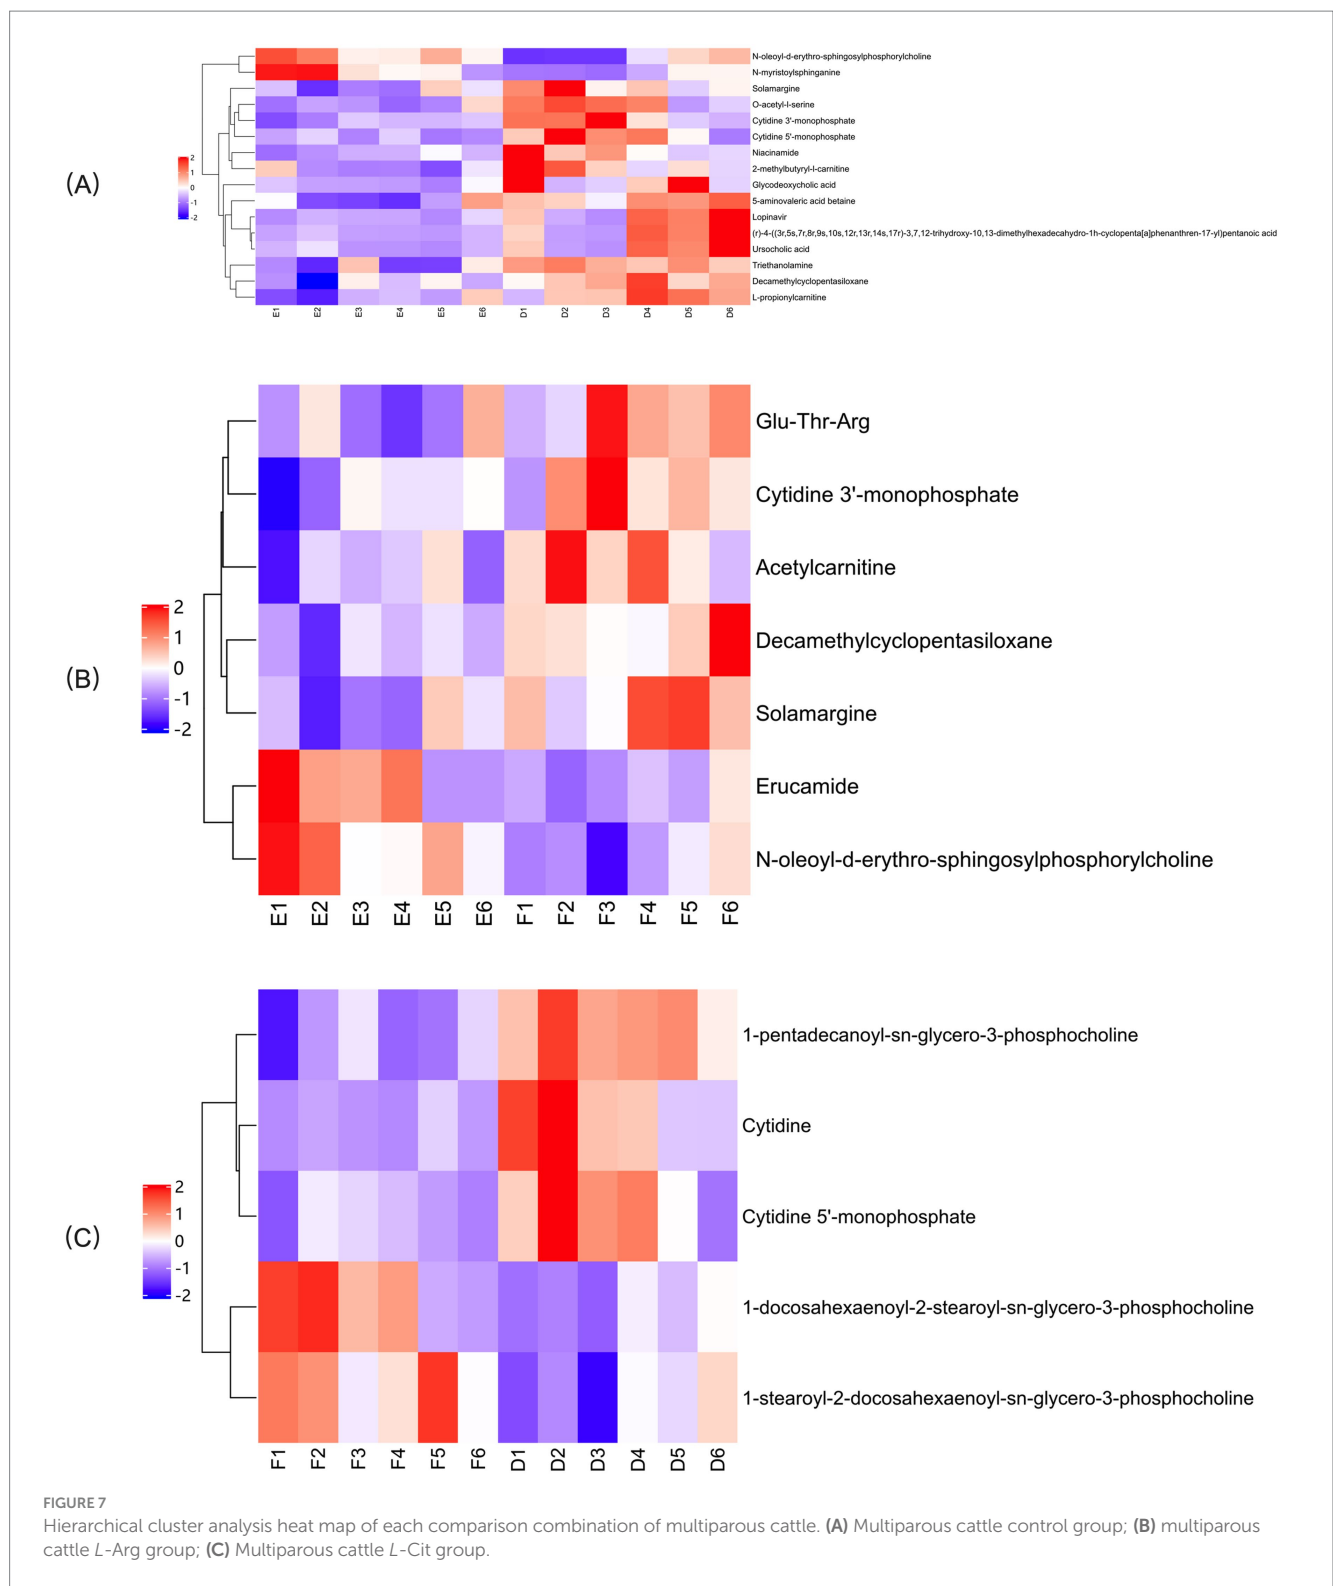 N-oleoyl-d-erythro-sphingosylphosphorylcholine
N-myristoylsphinganine
Solamargine
O-acetyl-l-serine
Cytidine 3'-monophosphate
Cytidine 5'-monophosphate
Niacinamide
2-methylbutyryl-l-carnitine
Glycodeoxycholic acid
5-aminovaleric acid betaine
Lopinavir
(r)-4-((3r,5s,7r,8r,9s,10s,12r,13r,14s,17r)-3,7,12-trihydroxy-10,13-dimethylhexadecahydro-1h-cyclopenta[a]phenanthren-17-yl)pentanoic acid
Ursocholic acid
Triethanolamine
Decamethylcyclopentasiloxane
L-propionylcarnitine
(A)
2
1
0
-1
-2
E1 E2 E3 E4 E5 E6 D1 D2 D3 D4 D5 D6
Glu-Thr-Arg
Cytidine 3'-monophosphate
Acetylcarnitine
Decamethylcyclopentasiloxane
Solamargine
Erucamide
N-oleoyl-d-erythro-sphingosylphosphorylcholine
(B)
2
1
0
-1
-2
E1 E2 E3 E4 E5 E6 F1 F2 F3 F4 F5 F6
1-pentadecanoyl-sn-glycero-3-phosphocholine
Cytidine
Cytidine 5'-monophosphate
1-docosahexaenoyl-2-stearoyl-sn-glycero-3-phosphocholine
1-stearoyl-2-docosahexaenoyl-sn-glycero-3-phosphocholine
(C)
2
1
0
-1
-2
F1 F2 F3 F4 F5 F6 D1 D2 D3 D4 D5 D6
FIGURE 7
Hierarchical cluster analysis heat map of each comparison combination of multiparous cattle. (A) Multiparous cattle control group; (B) multiparous
cattle L-Arg group; (C) Multiparous cattle L-Cit group.